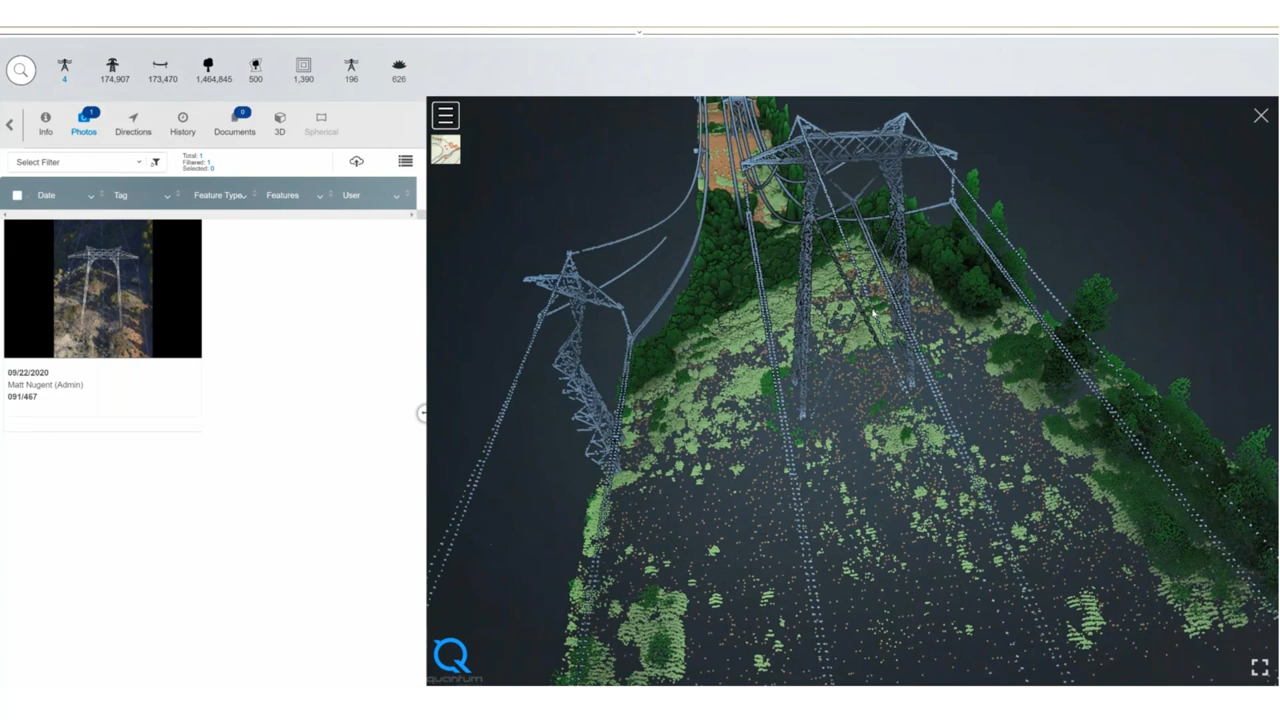 4 174,907 173,470 1,464,845 500 1,390 196 626
1 0
Info Photos Directions History Documents 3D Spherical
Select Filter
Total: 1
Filtered: 1
Selected: 0
Date Tag Feature Type Features User
09/22/2020
Matt Nugent (Admin)
091/467
quantum